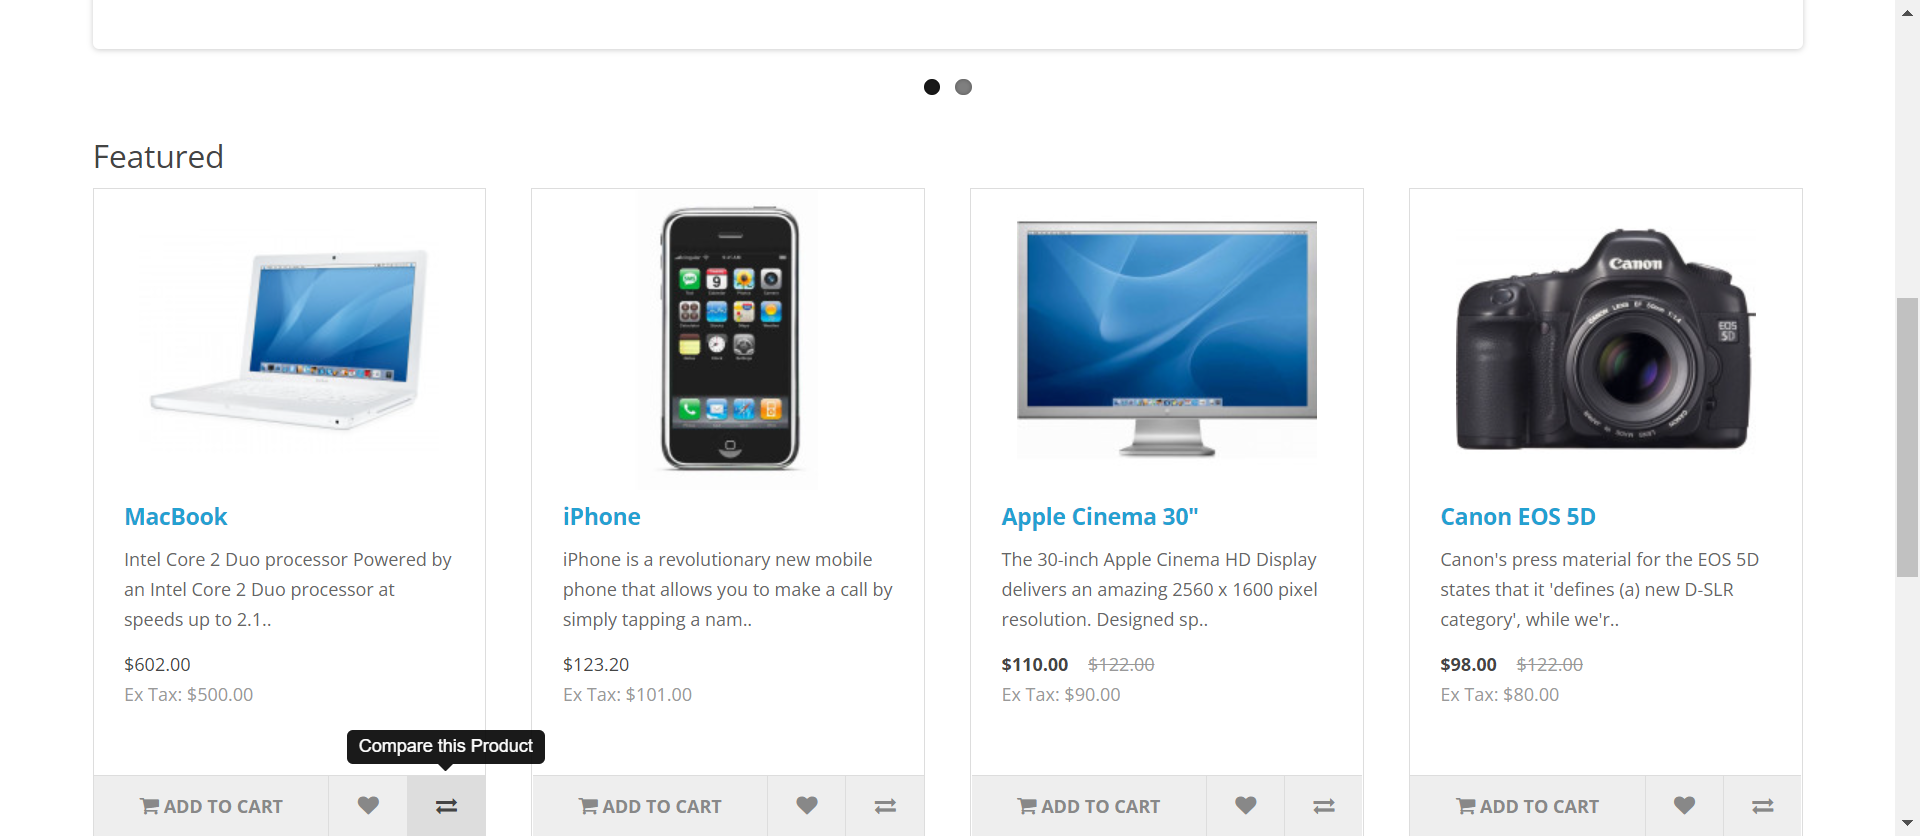 Featured
Canon
EOS
5D
MacBook
Intel Core 2 Duo processor Powered by
an Intel Core 2 Duo processor at
speeds up to 2.1..
$602.00
Ex Tax: $500.00
Compare this Product
ADD TO CART
iPhone
iPhone is a revolutionary new mobile
phone that allows you to make a call by
simply tapping a nam..
$123.20
Ex Tax: $101.00
ADD TO CART
Apple Cinema 30"
The 30-inch Apple Cinema HD Display
delivers an amazing 2560 x 1600 pixel
resolution. Designed sp..
$110.00 $122.00
Ex Tax: $90.00
ADD TO CART
Canon EOS 5D
Canon's press material for the EOS 5D
states that it 'defines (a) new D-SLR
category', while we'r..
$98.00 $122.00
Ex Tax: $80.00
ADD TO CART